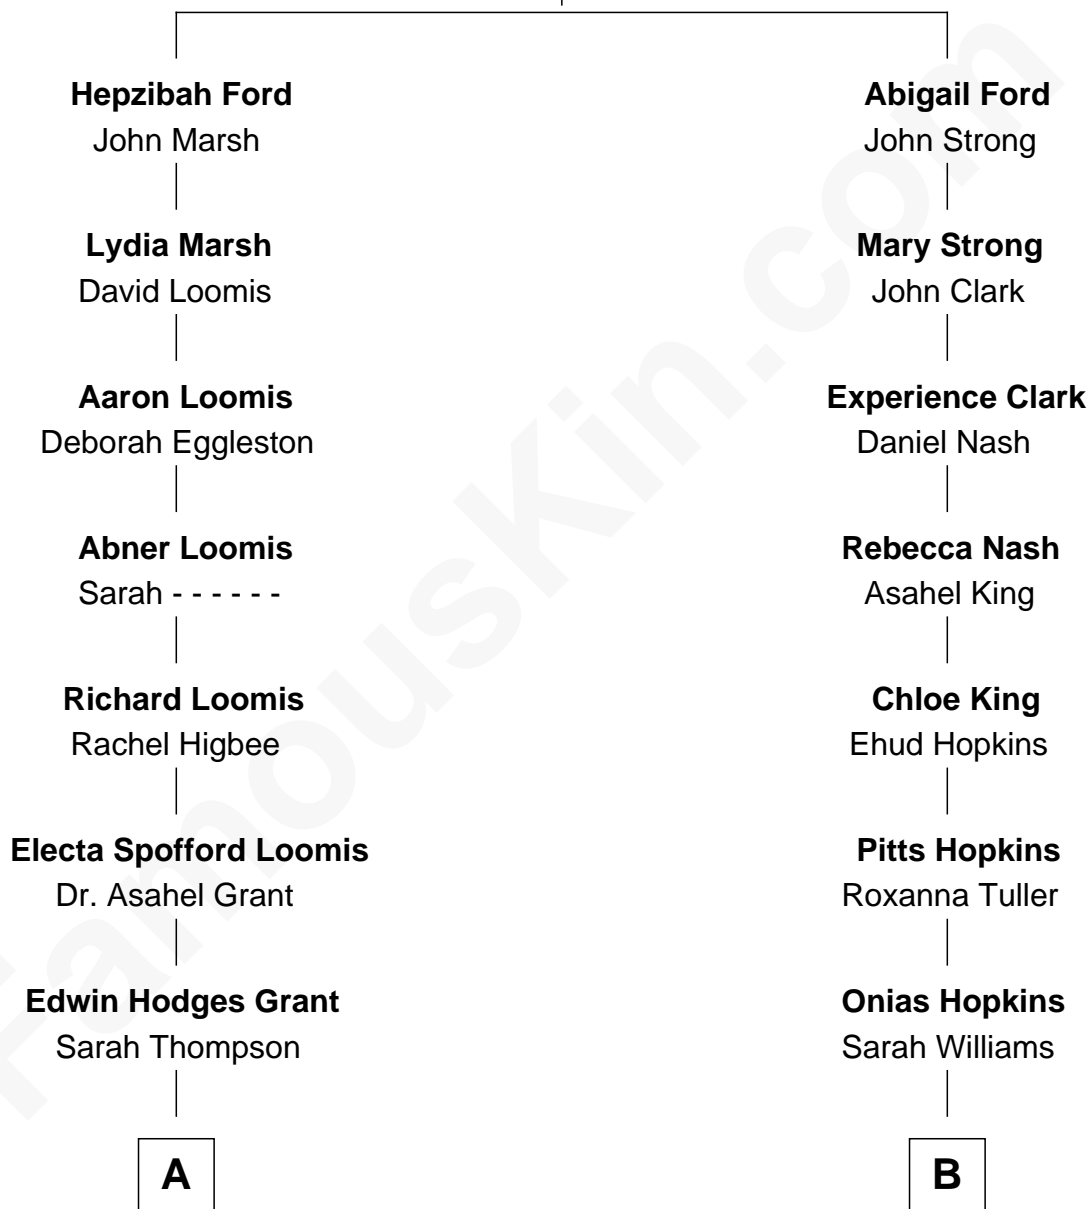 Hepzibah Ford
John Marsh
Lydia Marsh
David Loomis
Aaron Loomis
Deborah Eggleston
Abner Loomis
Sarah - - - - - -
Richard Loomis
Rachel Higbee
Electa Spofford Loomis
Dr. Asahel Grant
Edwin Hodges Grant
Sarah Thompson
A
Abigail Ford
John Strong
Mary Strong
John Clark
Experience Clark
Daniel Nash
Rebecca Nash
Asahel King
Chloe King
Ehud Hopkins
Pitts Hopkins
Roxanna Tuller
Onias Hopkins
Sarah Williams
B
FamousKin.com